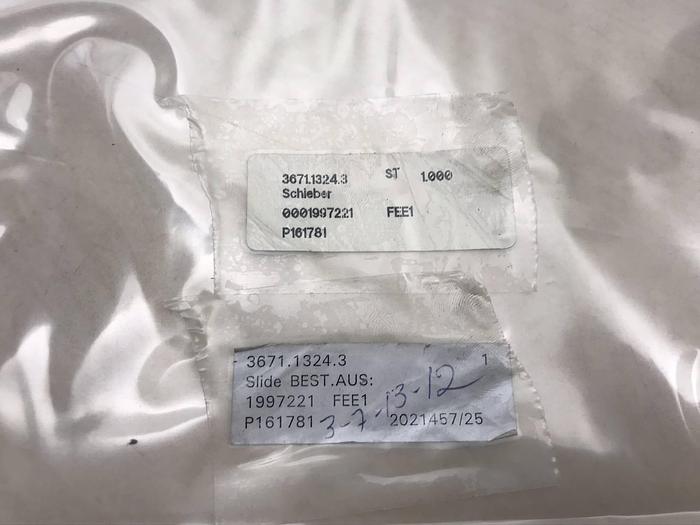 3671.1324.3 ST 1.000
Schieber
0001997221 FEE1
P161781
3671.1324.3 1
Slide BEST.AUS:
1997221 FEE1
P161781 2021457/25
3-7-13-12